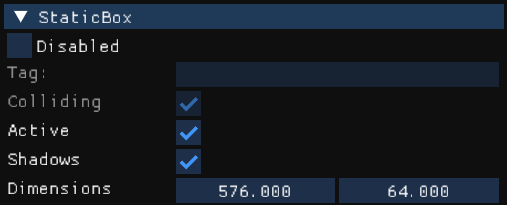 StaticBox
Disabled
Tag:
Colliding
Active
Shadows
Dimensions 576.000 64.000